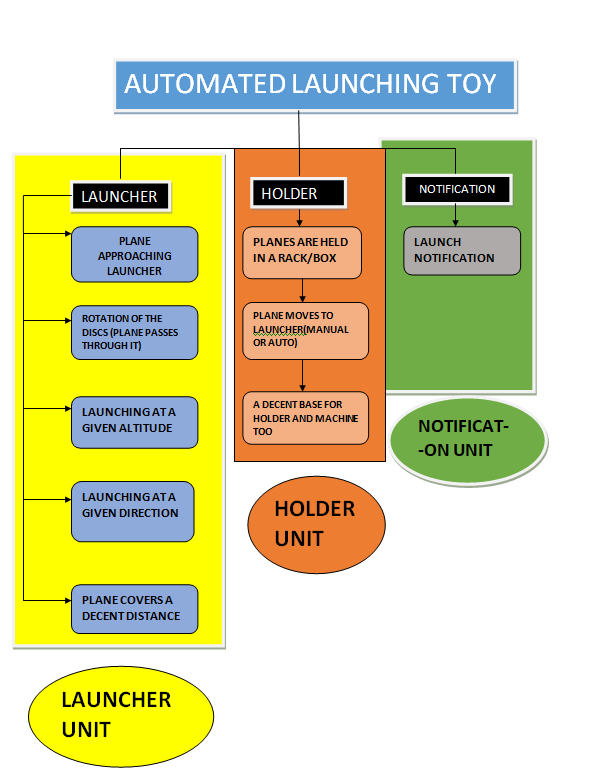 AUTOMATED LAUNCHING TOY
LAUNCHER
PLANE
APPROACHING
LAUNCHER
ROTATION OF THE
DISCS (PLANE PASSES
THROUGH IT)
LAUNCHING AT A
GIVEN ALTITUDE
LAUNCHING AT A
GIVEN DIRECTION
PLANE COVERS A
DECENT DISTANCE
LAUNCHER
UNIT
HOLDER
PLANES ARE HELD
IN A RACK/BOX
PLANE MOVES TO
LAUNCHER(MANUAL
OR AUTO)
A DECENT BASE FOR
HOLDER AND MACHINE
TOO
HOLDER
UNIT
NOTIFICATION
LAUNCH
NOTIFICATION
NOTIFICAT-
-ON UNIT